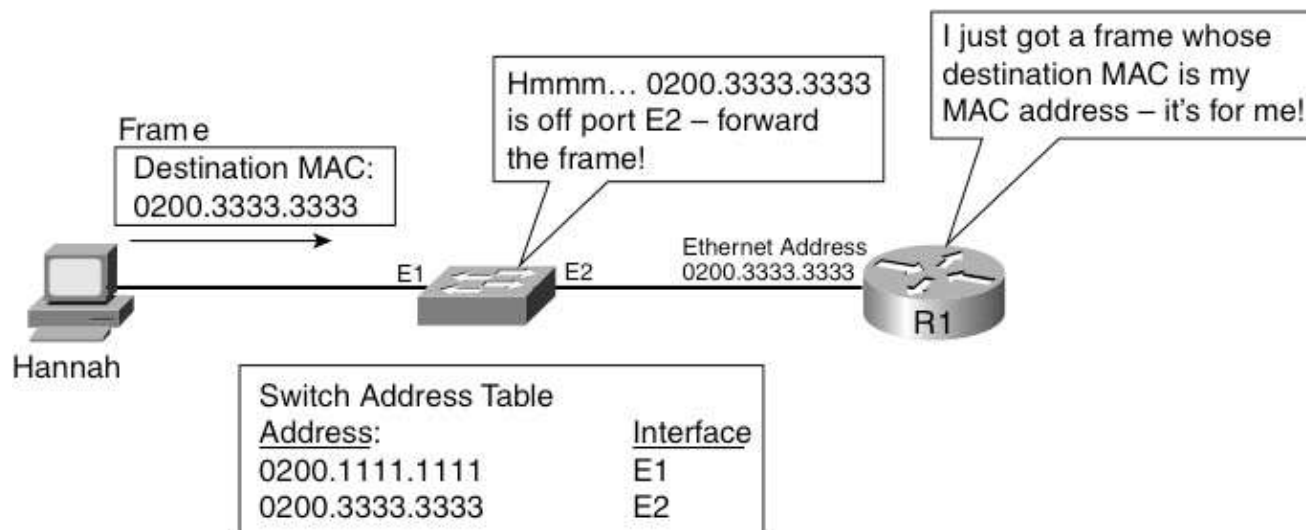 I just got a frame whose
destination MAC is my
MAC address – it's for me!
Hmmm… 0200.3333.3333
is off port E2 – forward
the frame!
Frame
Destination MAC:
0200.3333.3333
Ethernet Address
0200.3333.3333
E1
E2
R1
Hannah
Switch Address Table
Address: Interface
0200.1111.1111 E1
0200.3333.3333 E2